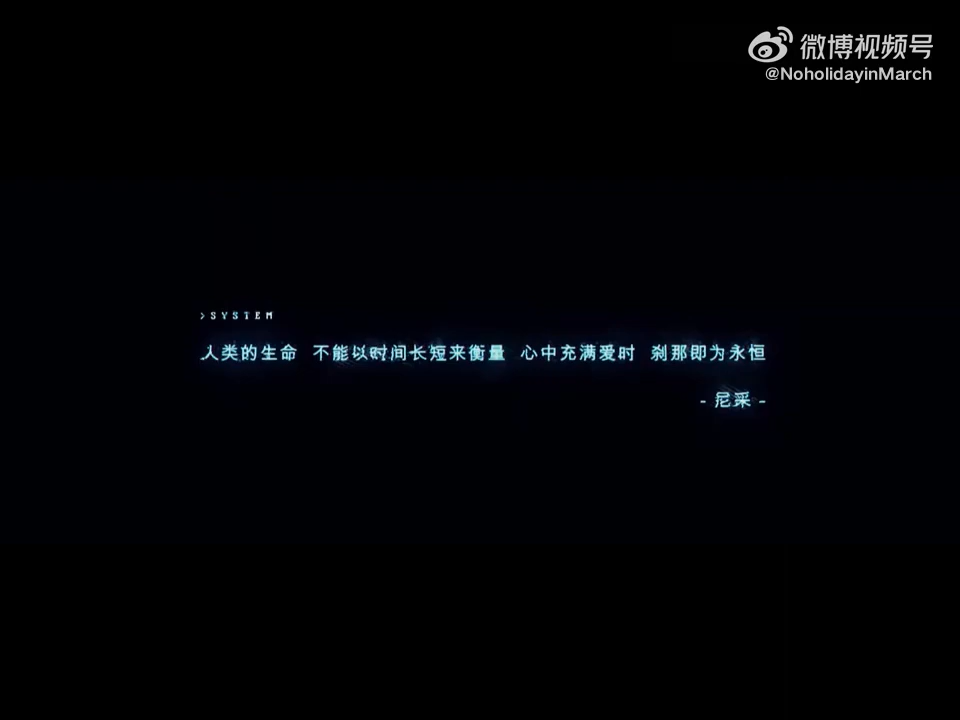 微博视频号
@NoholidayinMarch
>SYSTEM
人类的生命 不能以时间长短来衡量 心中充满爱时 刹那即为永恒
- 尼采 -